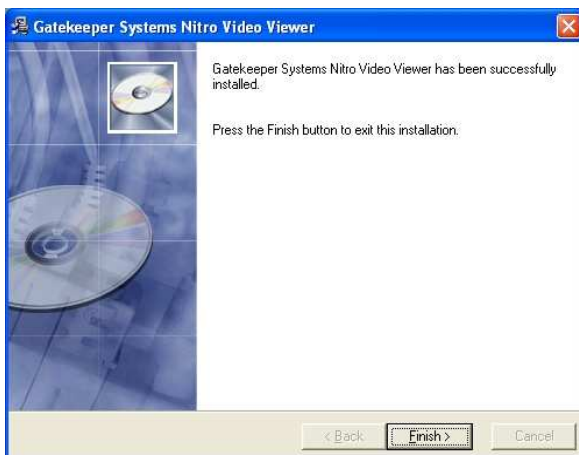 Gatekeeper Systems Nitro Video Viewer
Gatekeeper Systems Nitro Video Viewer has been successfully
installed.
Press the Finish button to exit this installation.
< Back
Finish >
Cancel